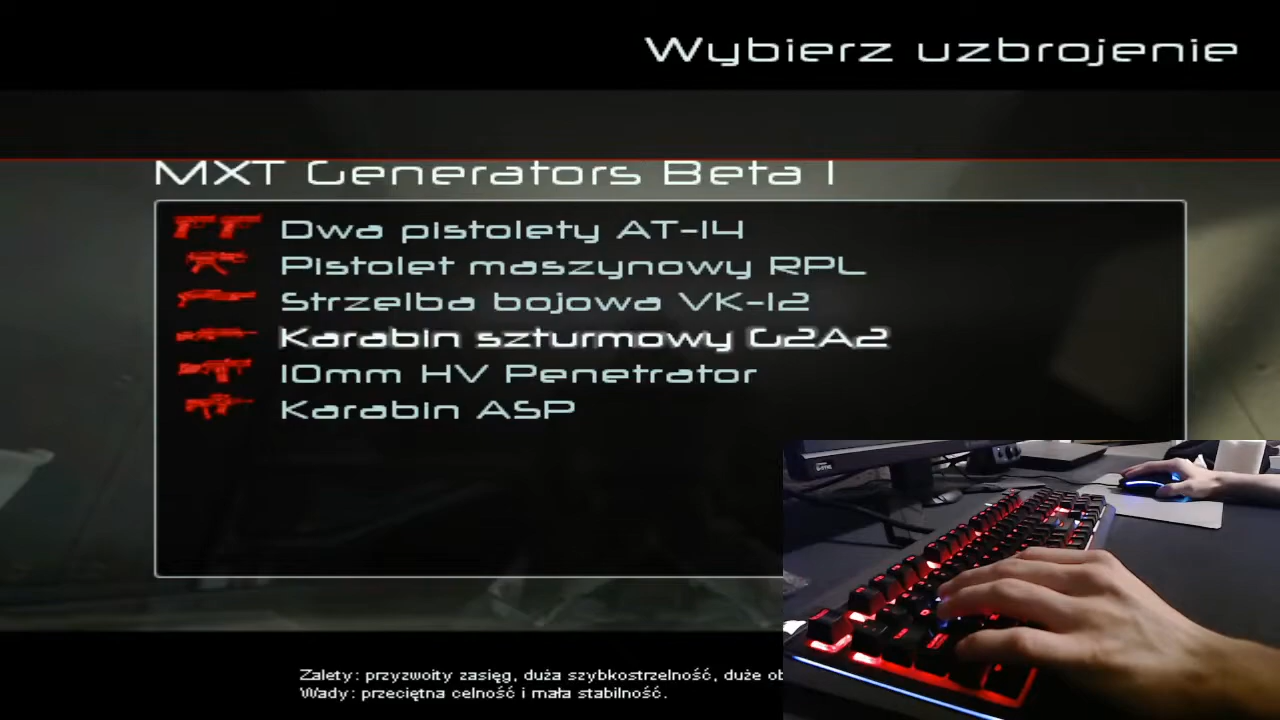 Wybierz uzbrojenie
MXT Generators Beta 1
Dwa pistolety AT-14
Pistolet maszynowy RPL
Strzelba bojowa VK-12
Karabin szturmowy G2A2
10mm HV Penetrator
Karabin ASP
Zalety: przyzwoity zasięg, duża szybkostrzelność, duże ob
Wady: przeciętna celność i mała stabilność.